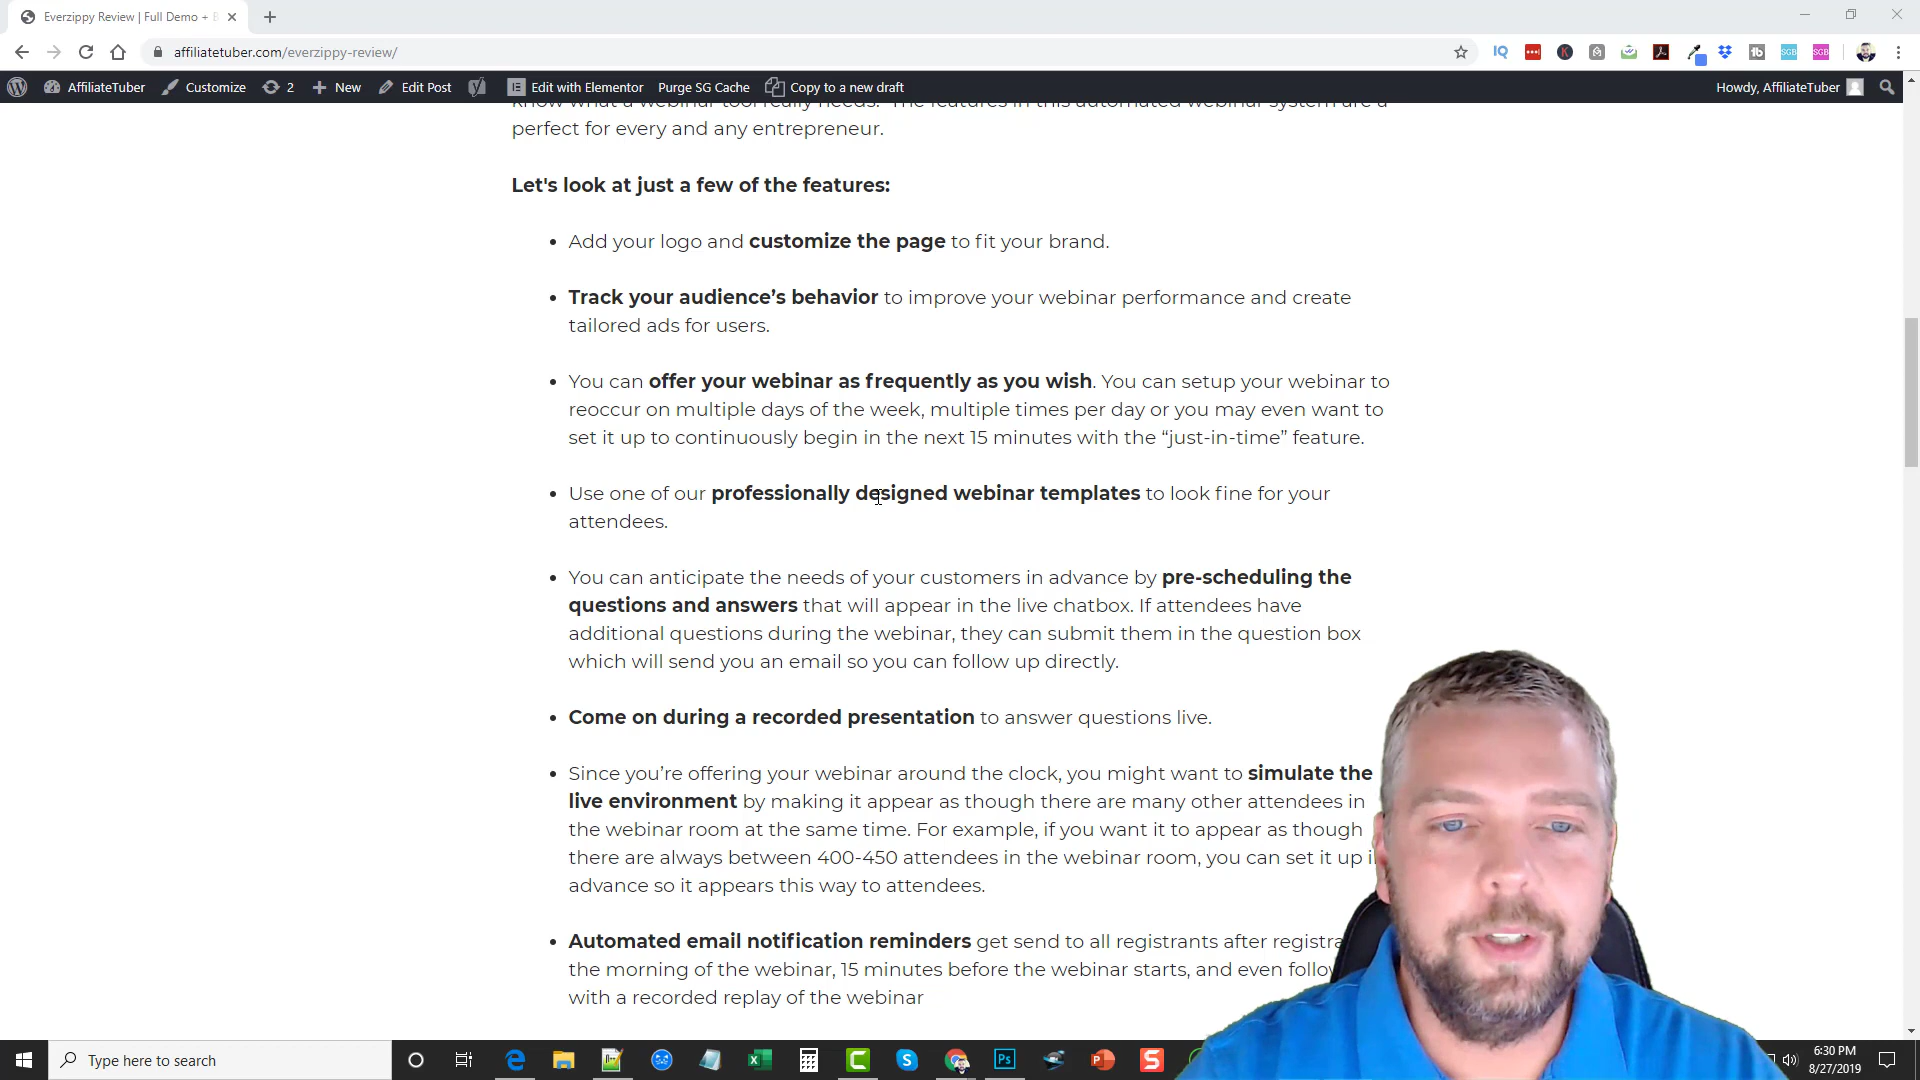 Everzippy Review | Full Demo +
affiliatetuber.com/everzippy-review/
AffiliateTuber Customize 2 New Edit Post Edit with Elementor Purge SG Cache Copy to a new draft Howdy, AffiliateTuber
know what a webinar tool really needs. The features in this automated webinar system are a
perfect for every and any entrepreneur.
Let's look at just a few of the features:
• Add your logo and customize the page to fit your brand.
• Track your audience’s behavior to improve your webinar performance and create
tailored ads for users.
• You can offer your webinar as frequently as you wish. You can setup your webinar to
reoccur on multiple days of the week, multiple times per day or you may even want to
set it up to continuously begin in the next 15 minutes with the “just-in-time” feature.
• Use one of our professionally designed webinar templates to look fine for your
attendees.
• You can anticipate the needs of your customers in advance by pre-scheduling the
questions and answers that will appear in the live chatbox. If attendees have
additional questions during the webinar, they can submit them in the question box
which will send you an email so you can follow up directly.
• Come on during a recorded presentation to answer questions live.
• Since you’re offering your webinar around the clock, you might want to simulate the
live environment by making it appear as though there are many other attendees in
the webinar room at the same time. For example, if you want it to appear as though
there are always between 400-450 attendees in the webinar room, you can set it up
advance so it appears this way to attendees.
• Automated email notification reminders get send to all registrants after
the morning of the webinar, 15 minutes before the webinar starts, and even
with a recorded replay of the webinar
Type here to search
6:30 PM
8/27/2019